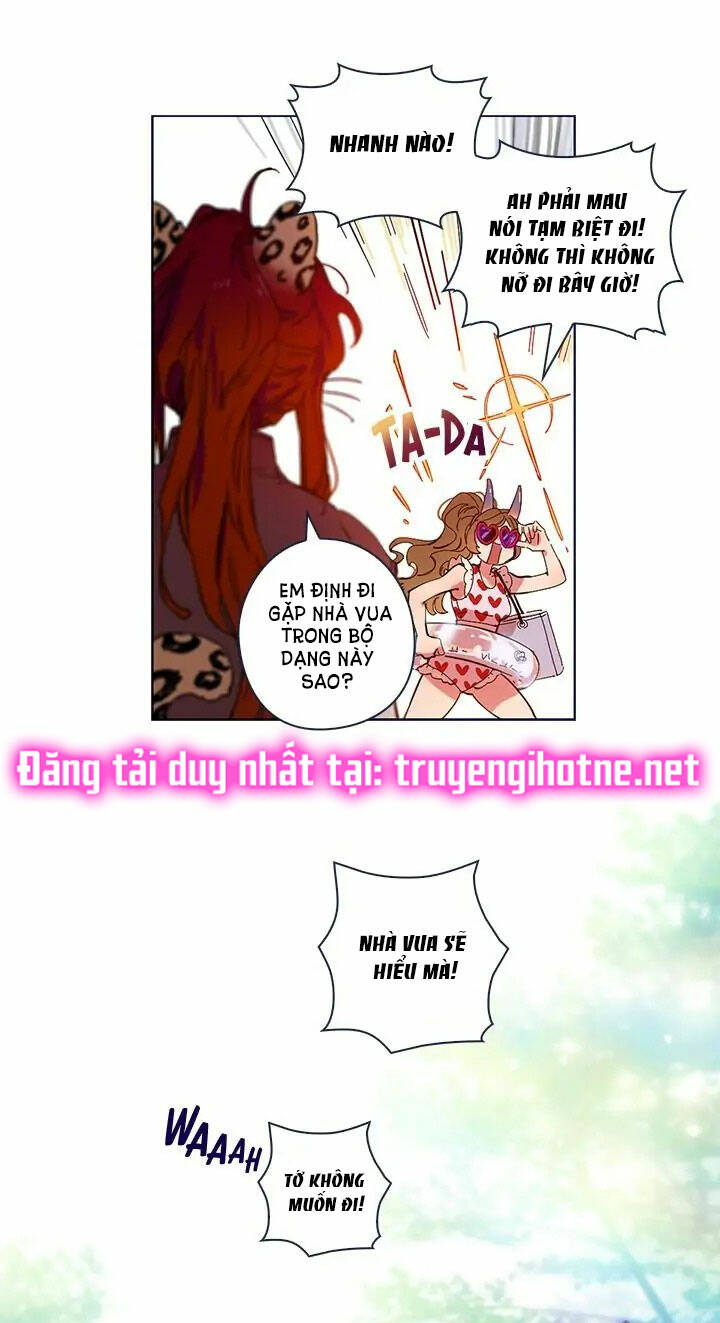 NHANH NÀO!
AH PHẢI MAU
NÓI TẠM BIỆT ĐI!
KHÔNG THÌ KHÔNG
NỠ ĐI BÂY GIỜ!
TA-DA
EM ĐỊNH ĐI
GẶP NHÀ VUA
TRONG BỘ
DẠNG NÀY
SAO?
Đăng tải duy nhất tại: truyengihotne.net
NHÀ VUA SẼ
HIỂU MÀ!
WAAAH
TỚ KHÔNG
MUỐN ĐI!